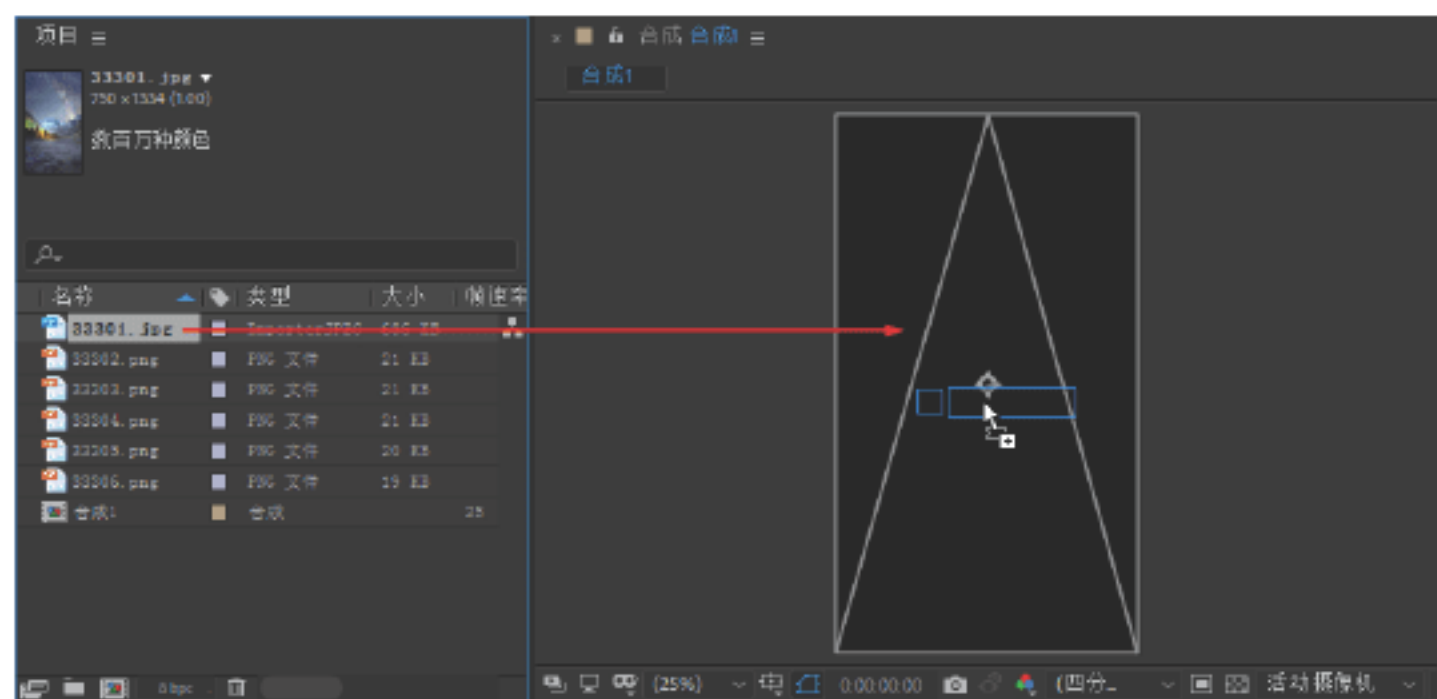 项目
33301.jpg
750 x 1334 (1.00)
数百万种颜色
名称 类型 大小 帧速率
33301.jpg ImporterJPEG
33302.png PNG 文件 21 KB
33303.png PNG 文件 21 KB
33304.png PNG 文件 21 KB
33305.png PNG 文件 20 KB
33306.png PNG 文件 19 KB
合成1 合成 25
8 bpc
合成 合成1
合成1
(25%) 0:00:00:00 (四分... 活动摄像机